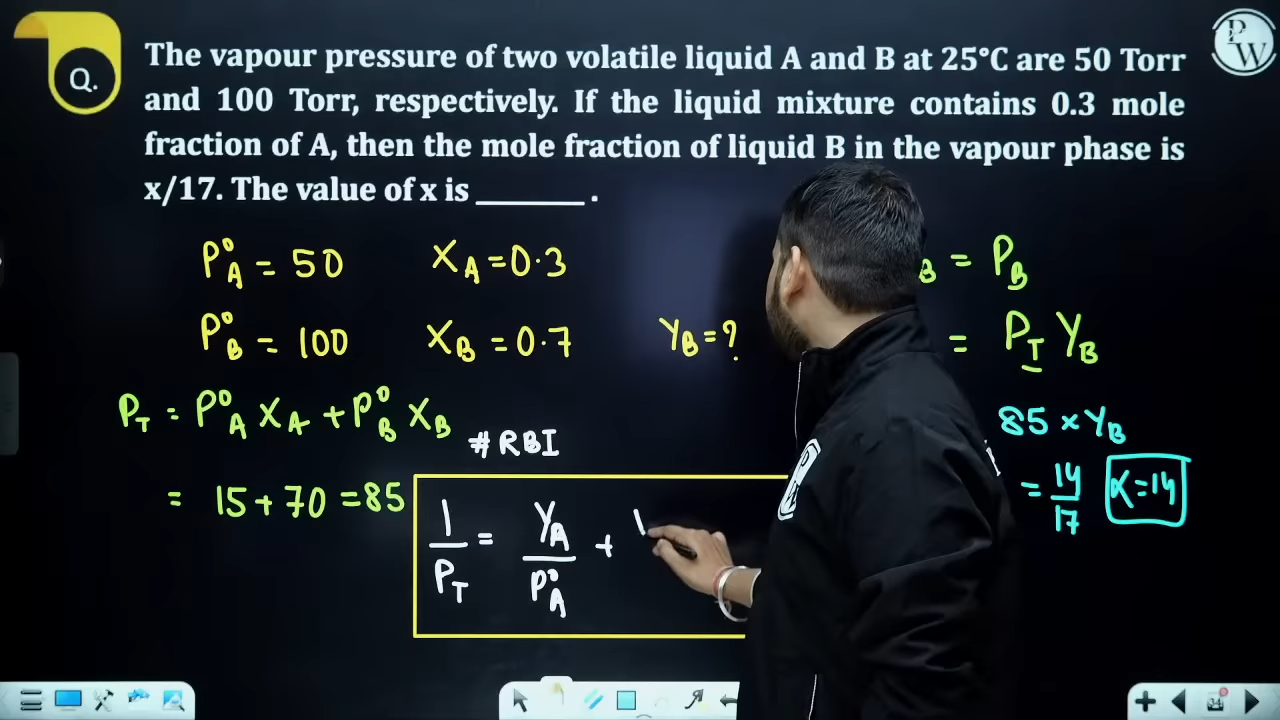 Q.
The vapour pressure of two volatile liquid A and B at 25°C are 50 Torr
and 100 Torr, respectively. If the liquid mixture contains 0.3 mole
fraction of A, then the mole fraction of liquid B in the vapour phase is
x/17. The value of x is ______ .
PW
P°A = 50 XA = 0.3
B = PB
P°B = 100 XB = 0.7 YB = ?
= PT YB
PT = P°A XA + P°B XB
# RBI
85 × YB
= 15 + 70 = 85
= 14/17 x = 14
1/PT = YA/P°A +